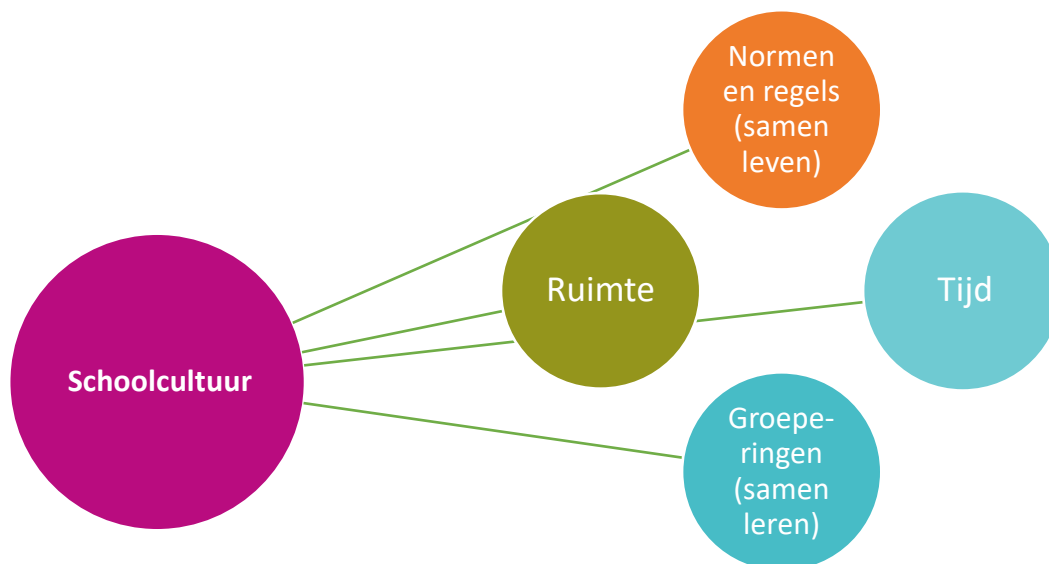 Normen
en regels
(samen
leven)
Ruimte
Tijd
Schoolcultuur
Groepe-
ringen
(samen
leren)